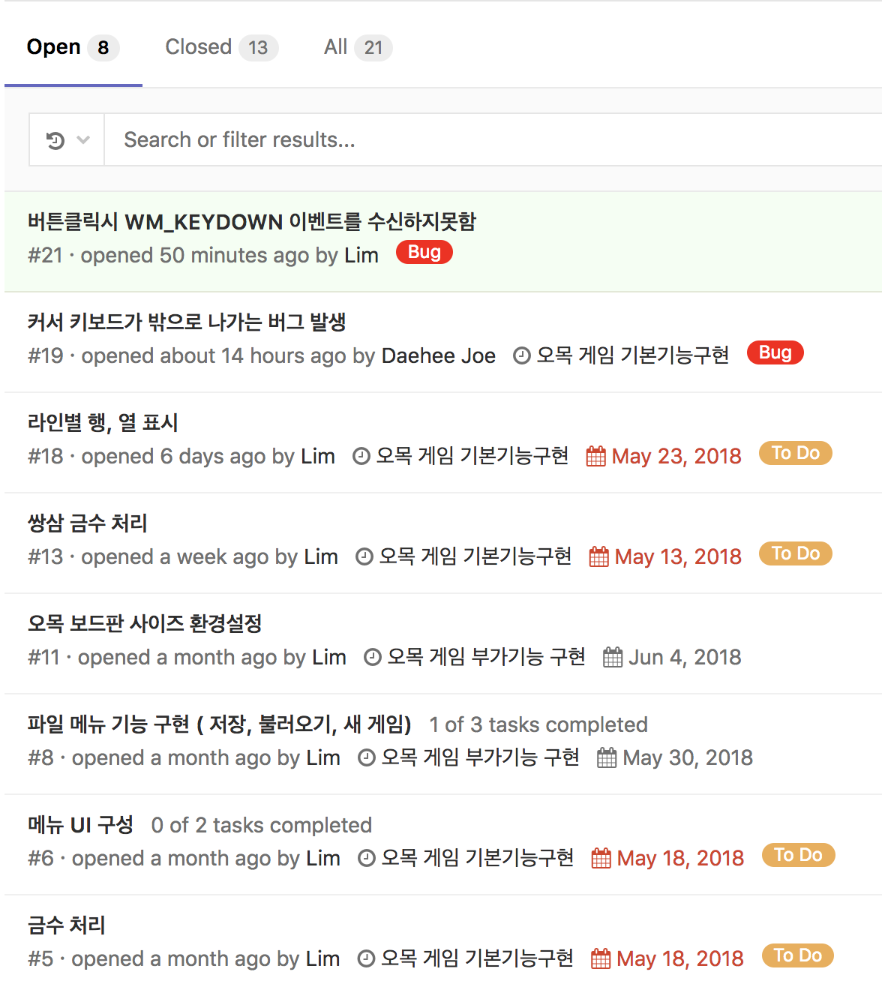 Open 8 Closed 13 All 21
Search or filter results...
버튼클릭시 WM_KEYDOWN 이벤트를 수신하지못함
#21 · opened 50 minutes ago by Lim Bug
커서 키보드가 밖으로 나가는 버그 발생
#19 · opened about 14 hours ago by Daehee Joe 오목 게임 기본기능구현 Bug
라인별 행, 열 표시
#18 · opened 6 days ago by Lim 오목 게임 기본기능구현 May 23, 2018 To Do
쌍삼 금수 처리
#13 · opened a week ago by Lim 오목 게임 기본기능구현 May 13, 2018 To Do
오목 보드판 사이즈 환경설정
#11 · opened a month ago by Lim 오목 게임 부가기능 구현 Jun 4, 2018
파일 메뉴 기능 구현 ( 저장, 불러오기, 새 게임) 1 of 3 tasks completed
#8 · opened a month ago by Lim 오목 게임 부가기능 구현 May 30, 2018
메뉴 UI 구성 0 of 2 tasks completed
#6 · opened a month ago by Lim 오목 게임 기본기능구현 May 18, 2018 To Do
금수 처리
#5 · opened a month ago by Lim 오목 게임 기본기능구현 May 18, 2018 To Do